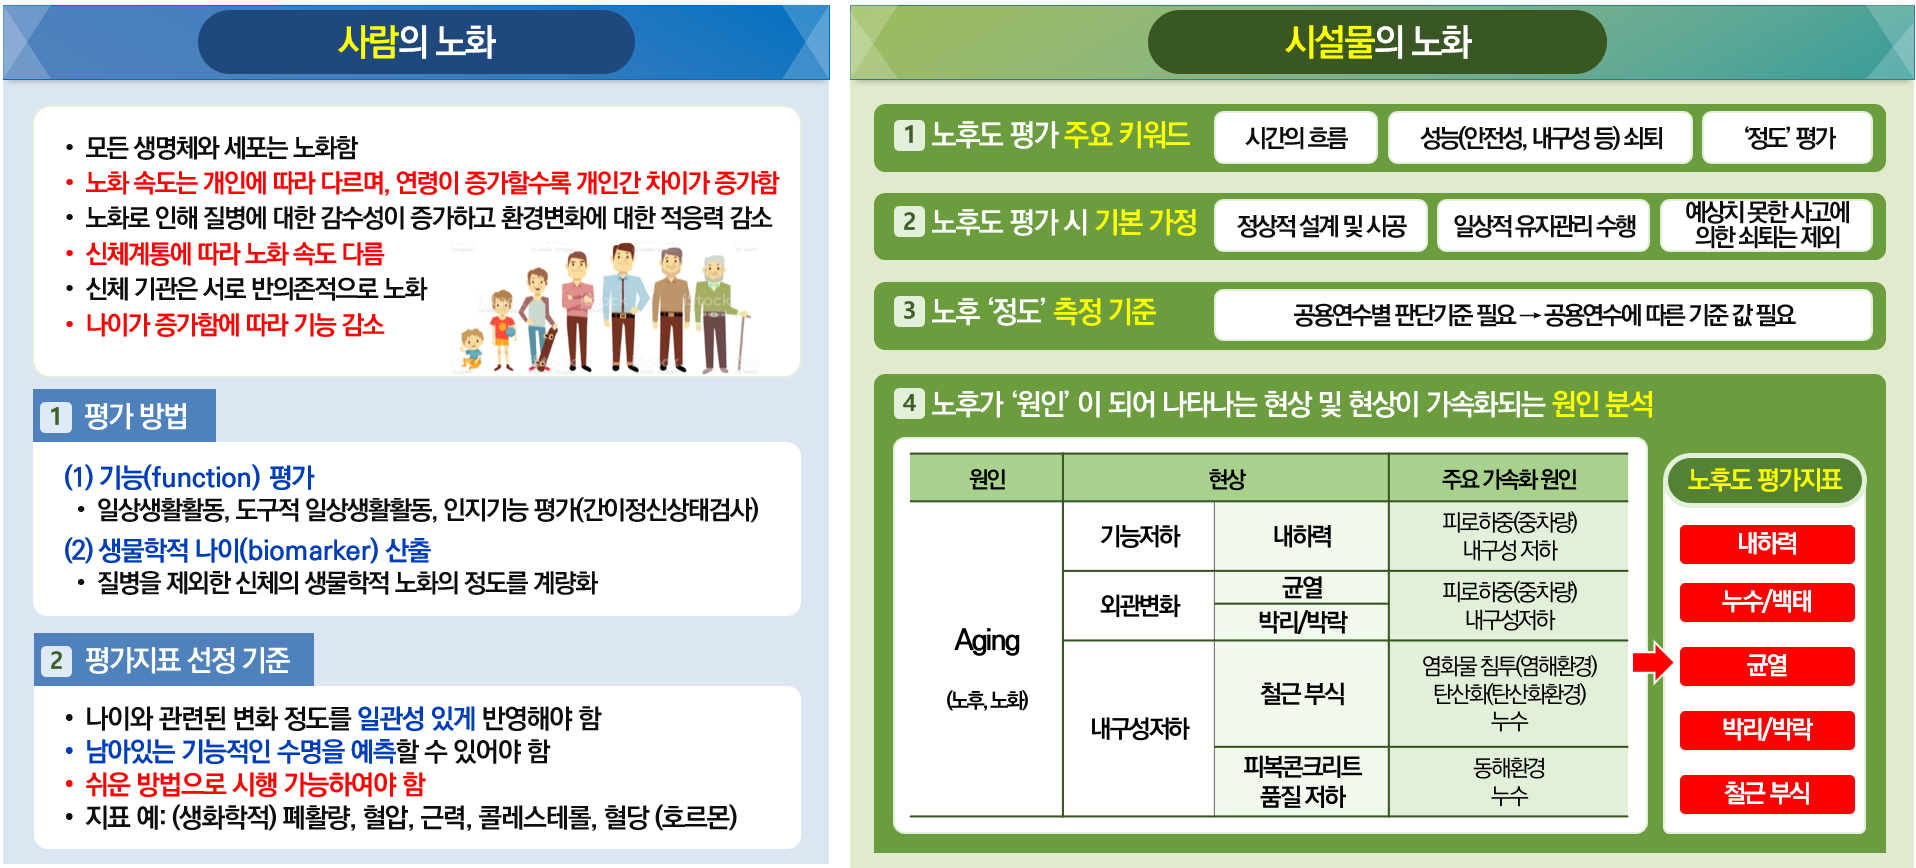 사람의 노화
• 모든 생명체와 세포는 노화함
• 노화 속도는 개인에 따라 다르며, 연령이 증가할수록 개인간 차이가 증가함
• 노화로 인해 질병에 대한 감수성이 증가하고 환경변화에 대한 적응력 감소
• 신체계통에 따라 노화 속도 다름
• 신체 기관은 서로 반의존적으로 노화
• 나이가 증가함에 따라 기능 감소
1 평가 방법
(1) 기능(function) 평가
• 일상생활활동, 도구적 일상생활활동, 인지기능 평가(간이정신상태검사)
(2) 생물학적 나이(biomarker) 산출
• 질병을 제외한 신체의 생물학적 노화의 정도를 계량화
2 평가지표 선정 기준
• 나이와 관련된 변화 정도를 일관성 있게 반영해야 함
• 남아있는 기능적인 수명을 예측할 수 있어야 함
• 쉬운 방법으로 시행 가능하여야 함
• 지표 예: (생화학적) 폐활량, 혈압, 근력, 콜레스테롤, 혈당 (호르몬)
시설물의 노화
1 노후도 평가 주요 키워드
시간의 흐름
성능(안전성, 내구성 등) 쇠퇴
‘정도’ 평가
2 노후도 평가 시 기본 가정
정상적 설계 및 시공
일상적 유지관리 수행
예상치 못한 사고에
의한 쇠퇴는 제외
3 노후 ‘정도’ 측정 기준
공용연수별 판단기준 필요 → 공용연수에 따른 기준 값 필요
4 노후가 ‘원인’ 이 되어 나타나는 현상 및 현상이 가속화되는 원인 분석
원인
현상
주요 가속화 원인
Aging
(노후, 노화)
기능저하
내하력
피로하중(중차량)
내구성 저하
외관변화
균열
박리/박락
피로하중(중차량)
내구성저하
내구성저하
철근 부식
염화물 침투(염해환경)
탄산화(탄산화환경)
누수
피복콘크리트
품질 저하
동해환경
누수
노후도 평가지표
내하력
누수/백태
균열
박리/박락
철근 부식